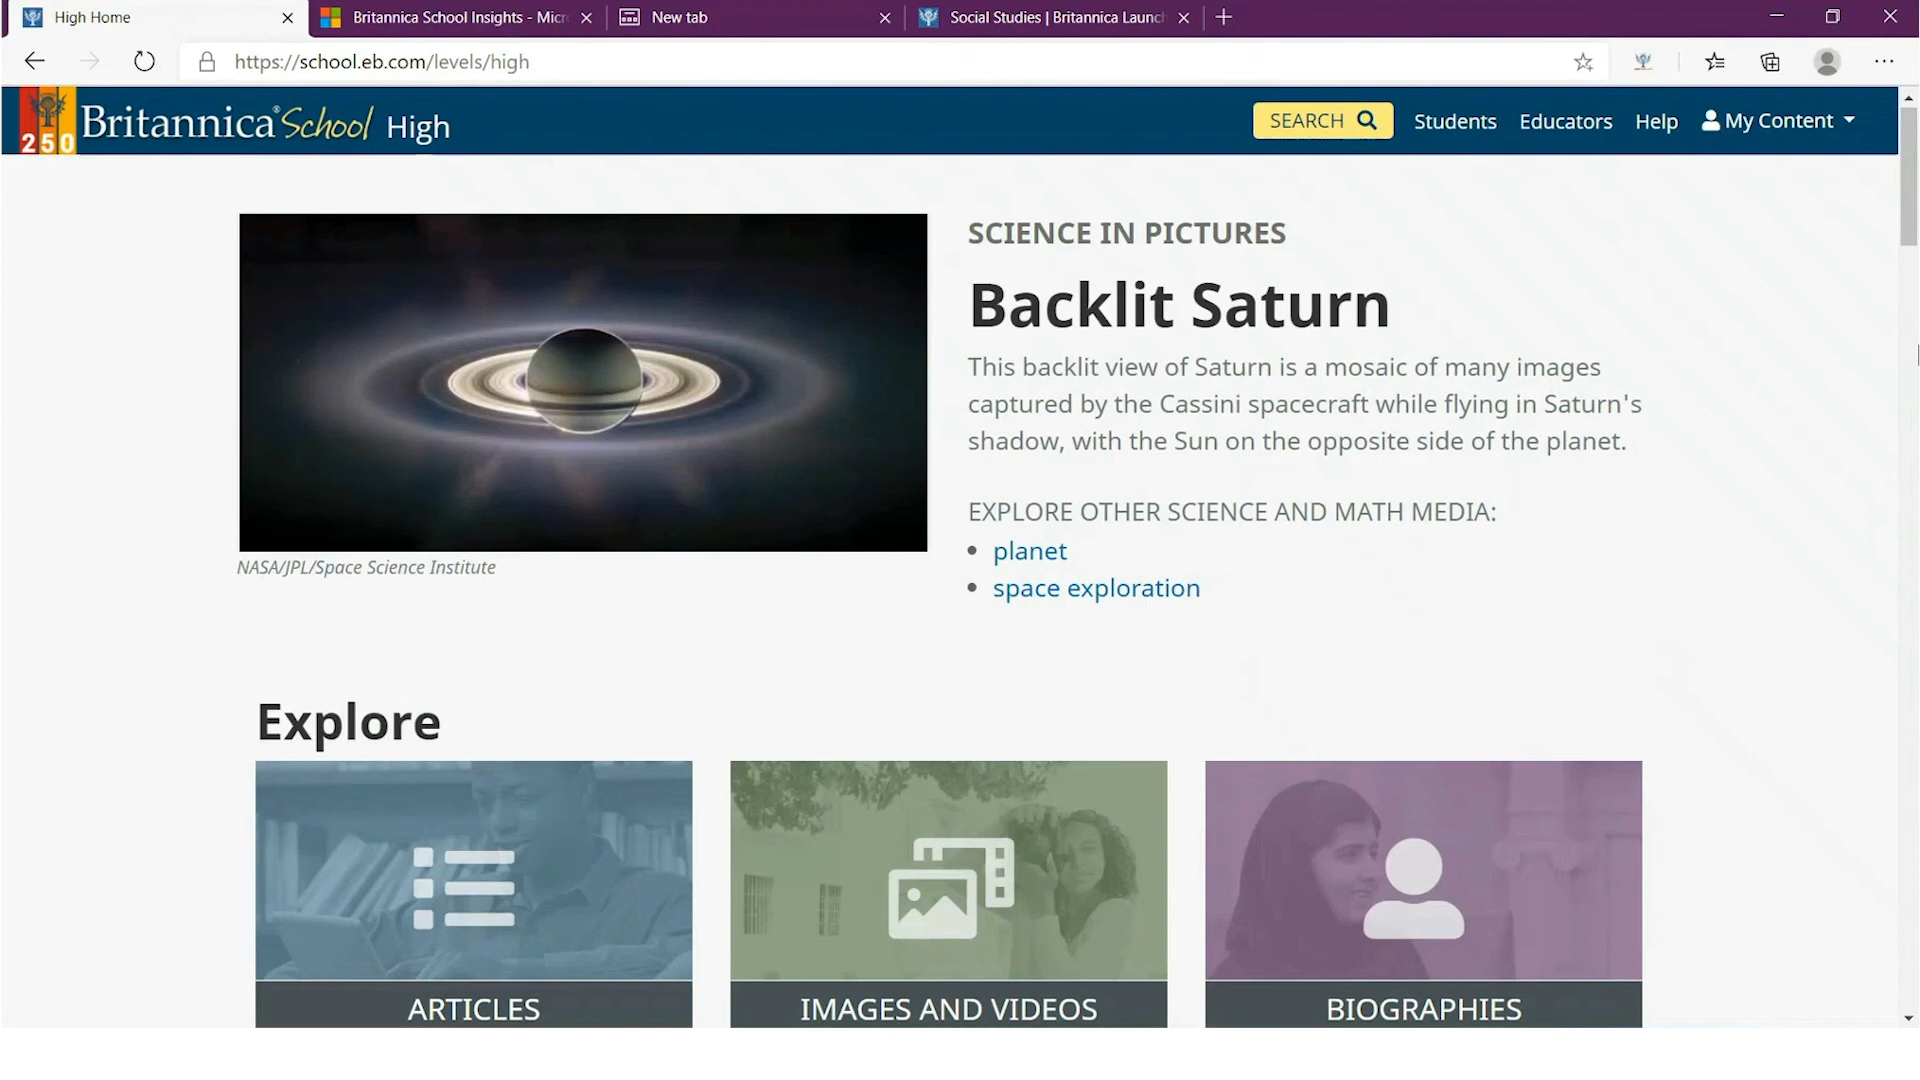 High Home
Britannica School Insights - Micr
New tab
Social Studies | Britannica Launch
https://school.eb.com/levels/high
250
Britannica School High
SEARCH
Students
Educators
Help
My Content
SCIENCE IN PICTURES
Backlit Saturn
This backlit view of Saturn is a mosaic of many images
captured by the Cassini spacecraft while flying in Saturn's
shadow, with the Sun on the opposite side of the planet.
NASA/JPL/Space Science Institute
EXPLORE OTHER SCIENCE AND MATH MEDIA:
• planet
• space exploration
Explore
ARTICLES
IMAGES AND VIDEOS
BIOGRAPHIES